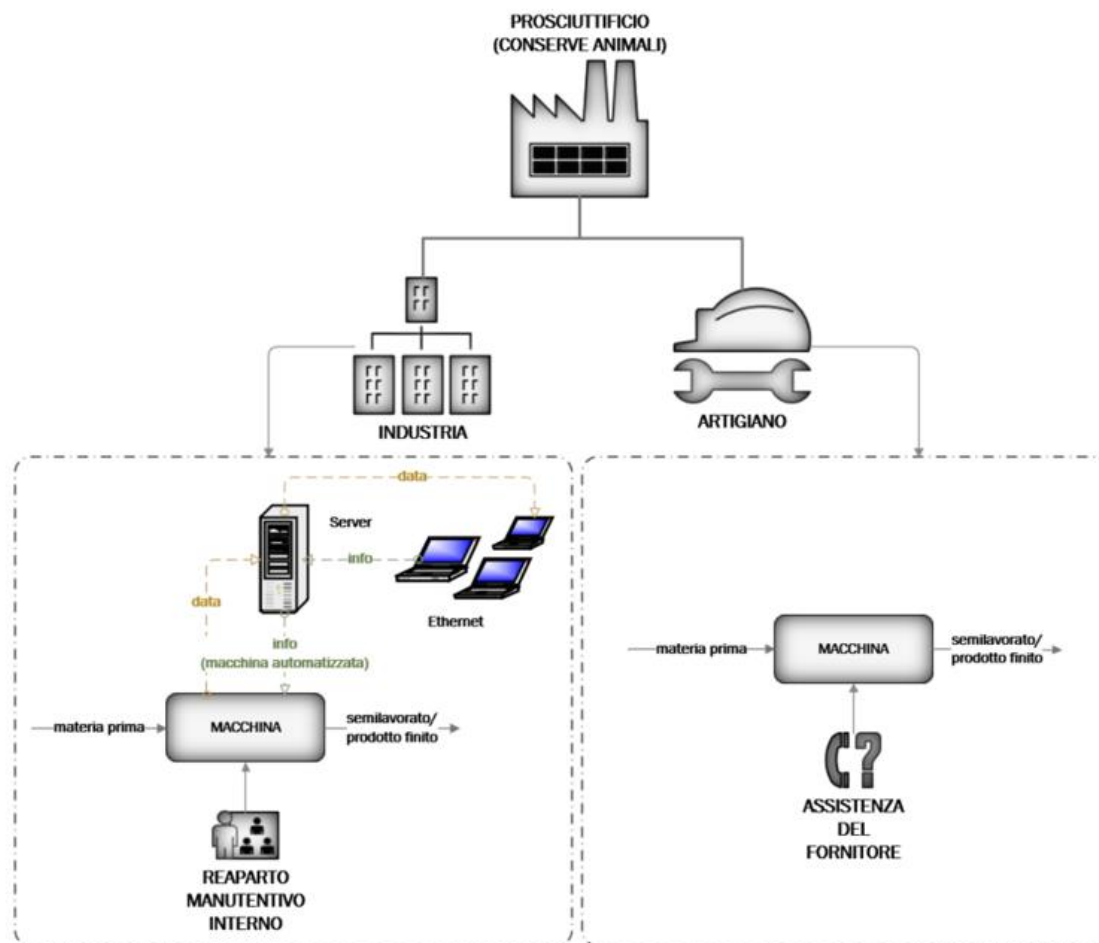 PROSCIUTTIFICIO
(CONSERVE ANIMALI)
INDUSTRIA
ARTIGIANO
data
Server
info
data
Ethernet
info
(macchina automatizzata)
materia prima
MACCHINA
semilavorato/
prodotto finito
REAPARTO
MANUTENTIVO
INTERNO
materia prima
MACCHINA
semilavorato/
prodotto finito
ASSISTENZA
DEL
FORNITORE